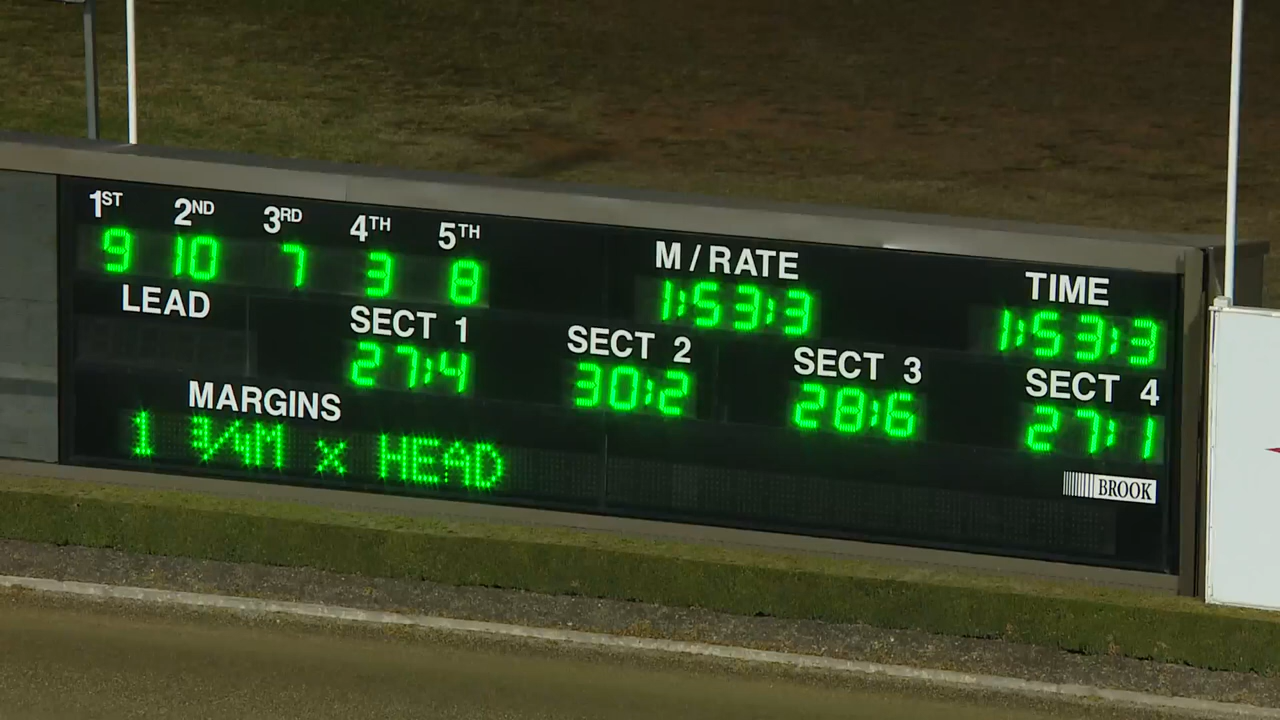 1ST 2ND 3RD 4TH 5TH
9 10 7 3 8
M / RATE
1:53:3
TIME
1:53:3
LEAD
SECT 1
27:4
SECT 2
30:2
SECT 3
28:6
SECT 4
27:1
MARGINS
1 3/4M x HEAD
BROOK